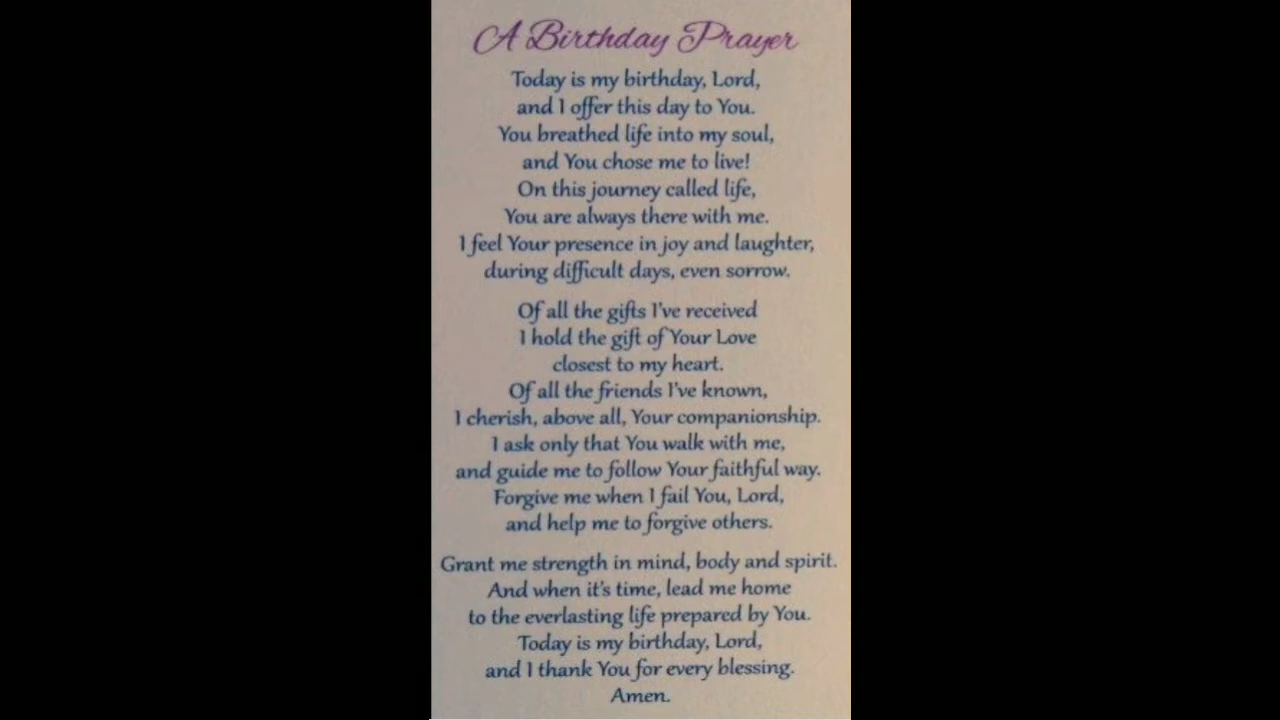 A Birthday Prayer
Today is my birthday, Lord,
and I offer this day to You.
You breathed life into my soul,
and You chose me to live!
On this journey called life,
You are always there with me.
I feel Your presence in joy and laughter,
during difficult days, even sorrow.
Of all the gifts I've received
I hold the gift of Your Love
closest to my heart.
Of all the friends I've known,
I cherish, above all, Your companionship.
I ask only that You walk with me,
and guide me to follow Your faithful way.
Forgive me when I fail You, Lord,
and help me to forgive others.
Grant me strength in mind, body and spirit.
And when it's time, lead me home
to the everlasting life prepared by You.
Today is my birthday, Lord,
and I thank You for every blessing.
Amen.